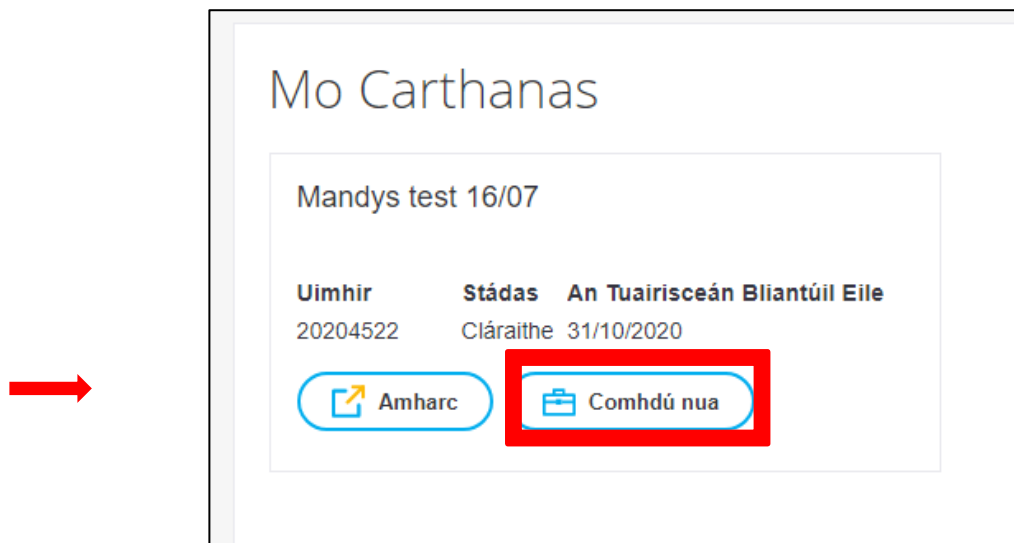 Mo Carthanas
Mandys test 16/07
Uimhir Stádas An Tuairisceán Bliantúil Eile
20204522 Cláraithe 31/10/2020
Amharc Comhdú nua